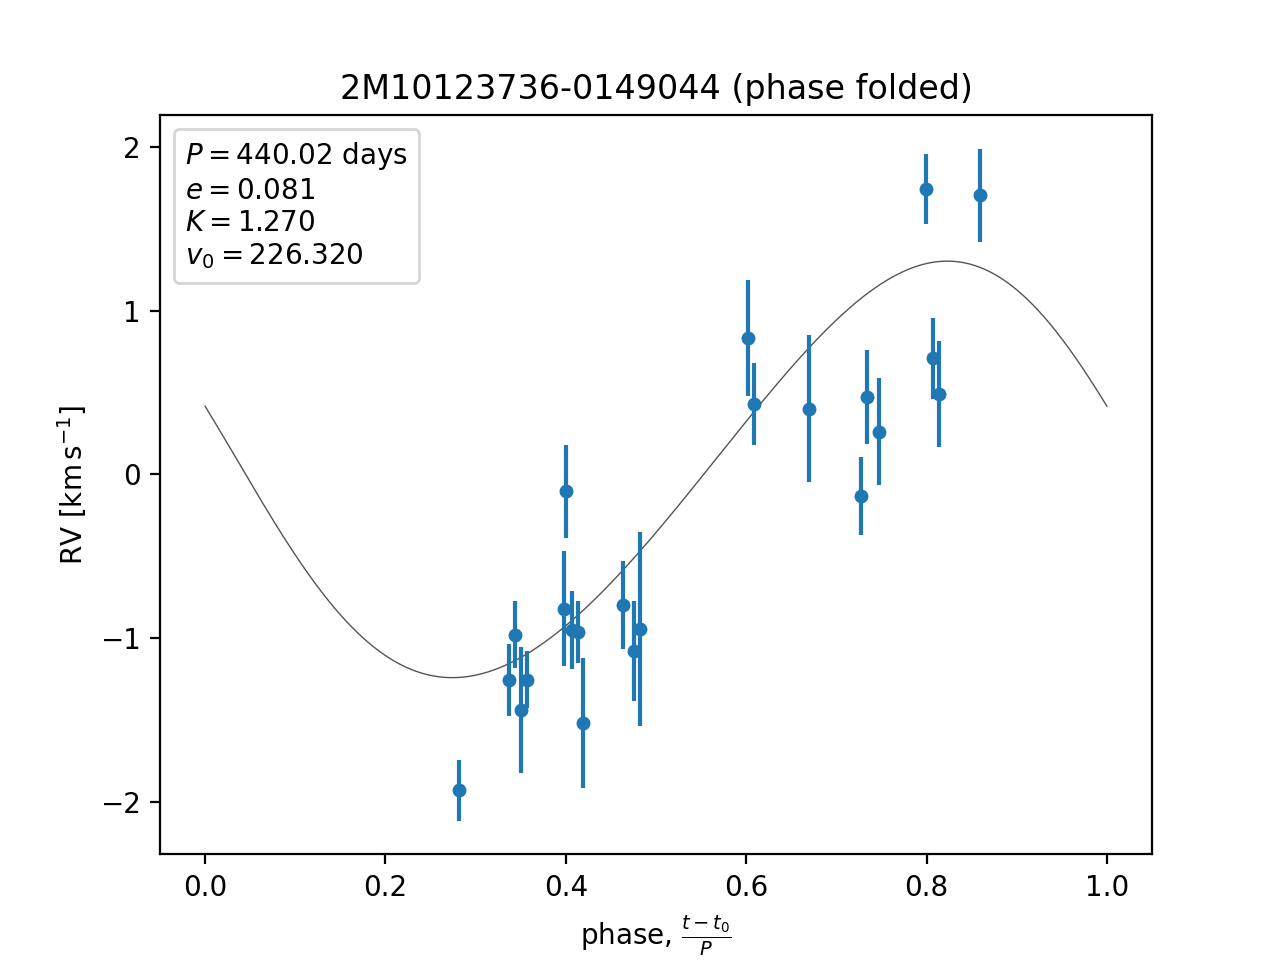 2M10123736-0149044 (phase folded)
P = 440.02 days
e = 0.081
K = 1.270
v₀ = 226.320
RV [km s⁻¹]
2
1
0
−1
−2
0.0 0.2 0.4 0.6 0.8 1.0
phase, (t − t₀)/P